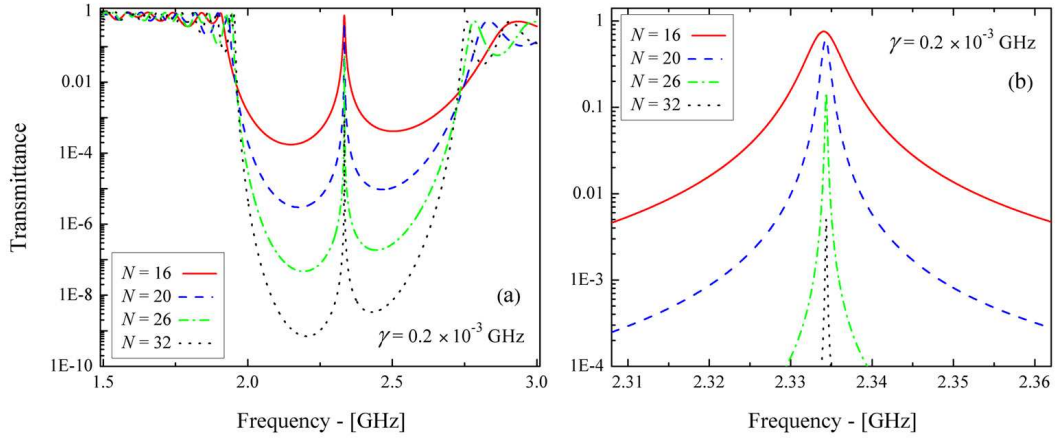 1
0.01
1E-4
1E-6
1E-8
1E-10
Transmittance
N = 16
N = 20
N = 26
N = 32
(a)
γ = 0.2 × 10⁻³ GHz
1.5
2.0
2.5
3.0
Frequency - [GHz]
1
0.1
0.01
1E-3
1E-4
N = 16
N = 20
N = 26
N = 32
γ = 0.2 × 10⁻³ GHz
(b)
2.31
2.32
2.33
2.34
2.35
2.36
Frequency - [GHz]